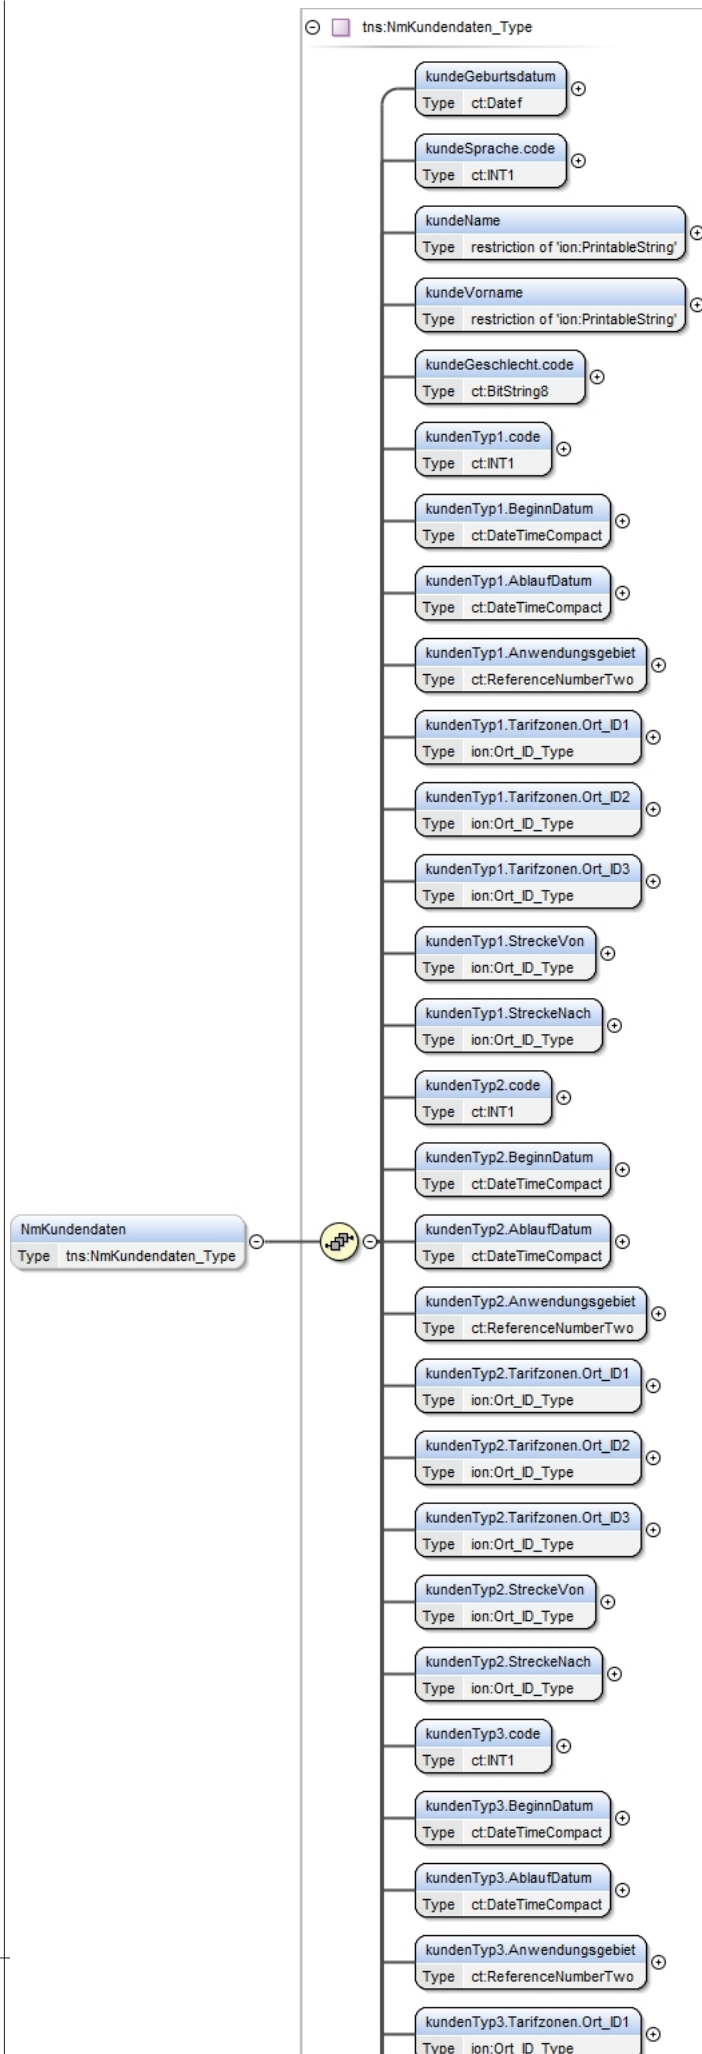 tns:NmKundendaten_Type
kundeGeburtsdatum
Type ct:Datef
kundeSprache.code
Type ct:INT1
kundeName
Type restriction of 'ion:PrintableString'
kundeVorname
Type restriction of 'ion:PrintableString'
kundeGeschlecht.code
Type ct:BitString8
kundenTyp1.code
Type ct:INT1
kundenTyp1.BeginnDatum
Type ct:DateTimeCompact
kundenTyp1.AblaufDatum
Type ct:DateTimeCompact
kundenTyp1.Anwendungsgebiet
Type ct:ReferenceNumberTwo
kundenTyp1.Tarifzonen.Ort_ID1
Type ion:Ort_ID_Type
kundenTyp1.Tarifzonen.Ort_ID2
Type ion:Ort_ID_Type
kundenTyp1.Tarifzonen.Ort_ID3
Type ion:Ort_ID_Type
kundenTyp1.StreckeVon
Type ion:Ort_ID_Type
kundenTyp1.StreckeNach
Type ion:Ort_ID_Type
kundenTyp2.code
Type ct:INT1
kundenTyp2.BeginnDatum
Type ct:DateTimeCompact
NmKundendaten
Type tns:NmKundendaten_Type
kundenTyp2.AblaufDatum
Type ct:DateTimeCompact
kundenTyp2.Anwendungsgebiet
Type ct:ReferenceNumberTwo
kundenTyp2.Tarifzonen.Ort_ID1
Type ion:Ort_ID_Type
kundenTyp2.Tarifzonen.Ort_ID2
Type ion:Ort_ID_Type
kundenTyp2.Tarifzonen.Ort_ID3
Type ion:Ort_ID_Type
kundenTyp2.StreckeVon
Type ion:Ort_ID_Type
kundenTyp2.StreckeNach
Type ion:Ort_ID_Type
kundenTyp3.code
Type ct:INT1
kundenTyp3.BeginnDatum
Type ct:DateTimeCompact
kundenTyp3.AblaufDatum
Type ct:DateTimeCompact
kundenTyp3.Anwendungsgebiet
Type ct:ReferenceNumberTwo
kundenTyp3.Tarifzonen.Ort_ID1
Type ion:Ort_ID_Type